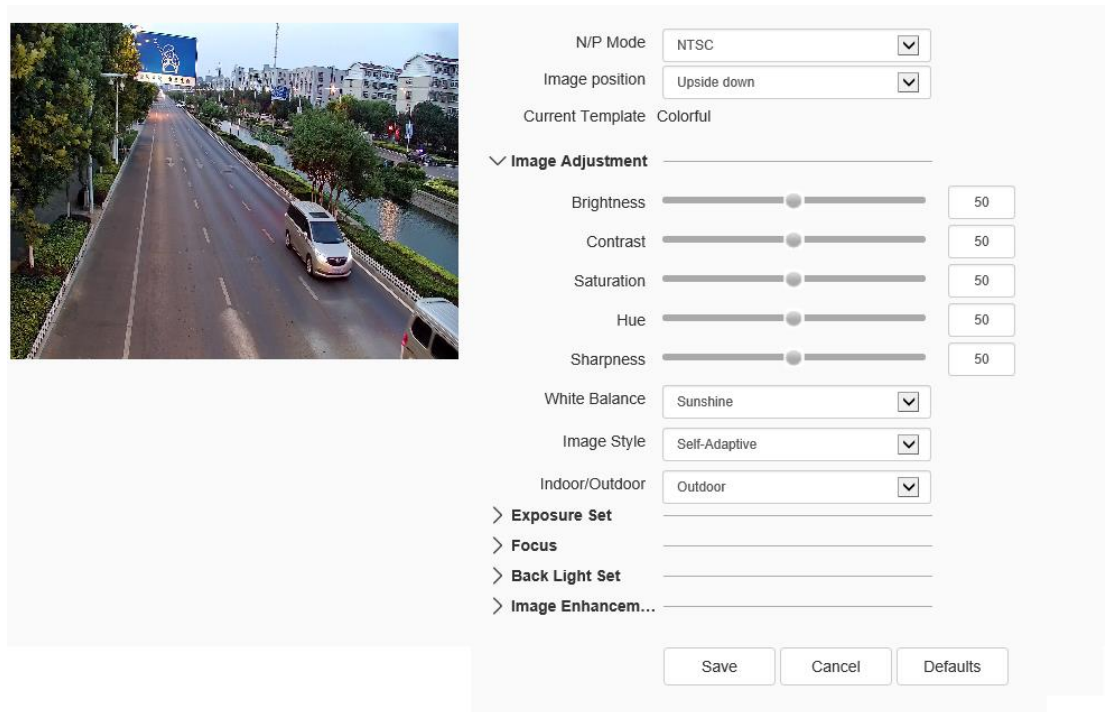 N/P Mode NTSC
Image position Upside down
Current Template Colorful
Image Adjustment
Brightness 50
Contrast 50
Saturation 50
Hue 50
Sharpness 50
White Balance Sunshine
Image Style Self-Adaptive
Indoor/Outdoor Outdoor
Exposure Set
Focus
Back Light Set
Image Enhancem...
Save Cancel Defaults